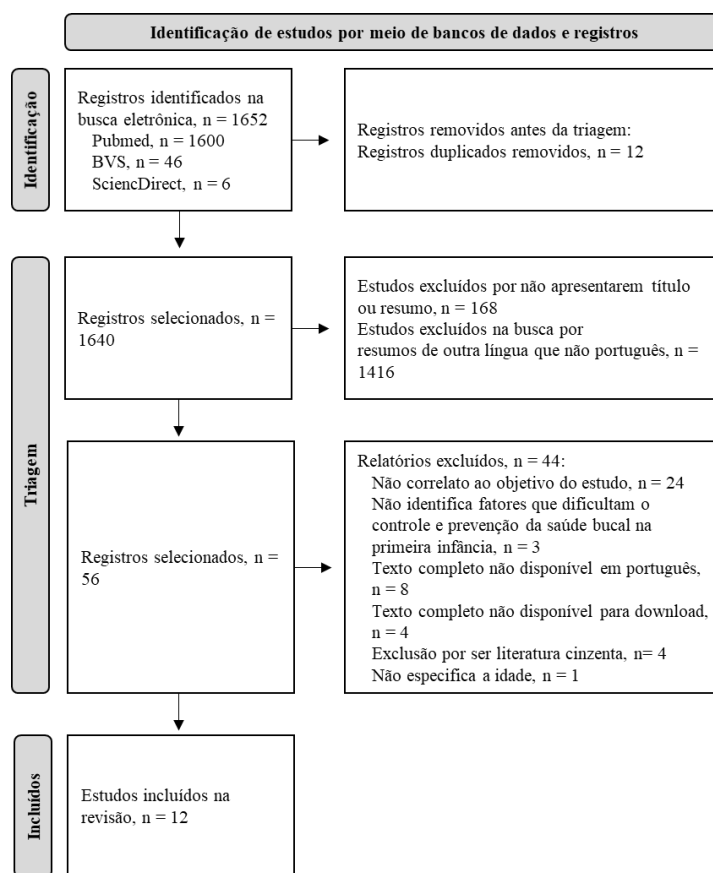 Identificação de estudos por meio de bancos de dados e registros
Identificação
Registros identificados na
busca eletrônica, n = 1652
Pubmed, n = 1600
BVS, n = 46
SciencDirect, n = 6
Registros removidos antes da triagem:
Registros duplicados removidos, n = 12
Triagem
Registros selecionados, n =
1640
Estudos excluídos por não apresentarem título
ou resumo, n = 168
Estudos excluídos na busca por
resumos de outra língua que não português, n =
1416
Registros selecionados, n =
56
Relatórios excluídos, n = 44:
Não correlato ao objetivo do estudo, n = 24
Não identifica fatores que dificultam o
controle e prevenção da saúde bucal na
primeira infância, n = 3
Texto completo não disponível em português,
n = 8
Texto completo não disponível para download,
n = 4
Exclusão por ser literatura cinzenta, n= 4
Não especifica a idade, n = 1
Incluídos
Estudos incluídos na
revisão, n = 12